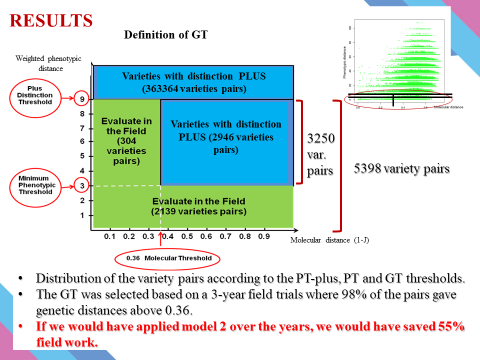 RESULTS
Definition of GT
Weighted phenotypic
distance
Plus
Distinction
Threshold
Minimum
Phenotypic
Threshold
9
8
7
6
5
4
3
2
1
Varieties with distinction PLUS
(363364 varieties pairs)
Evaluate in
the Field
(304
varieties
pairs)
Varieties with distinction
PLUS (2946 varieties
pairs)
Evaluate in the Field
(2139 varieties pairs)
0.1 0.2 0.3 0.4 0.5 0.6 0.7 0.8 0.9
Molecular distance (1-J)
0.36 Molecular Threshold
3250
var.
pairs
5398 variety pairs
Phenotypic distance
Molecular distance
• Distribution of the variety pairs according to the PT-plus, PT and GT thresholds.
• The GT was selected based on a 3-year field trials where 98% of the pairs gave
genetic distances above 0.36.
• If we would have applied model 2 over the years, we would have saved 55%
field work.